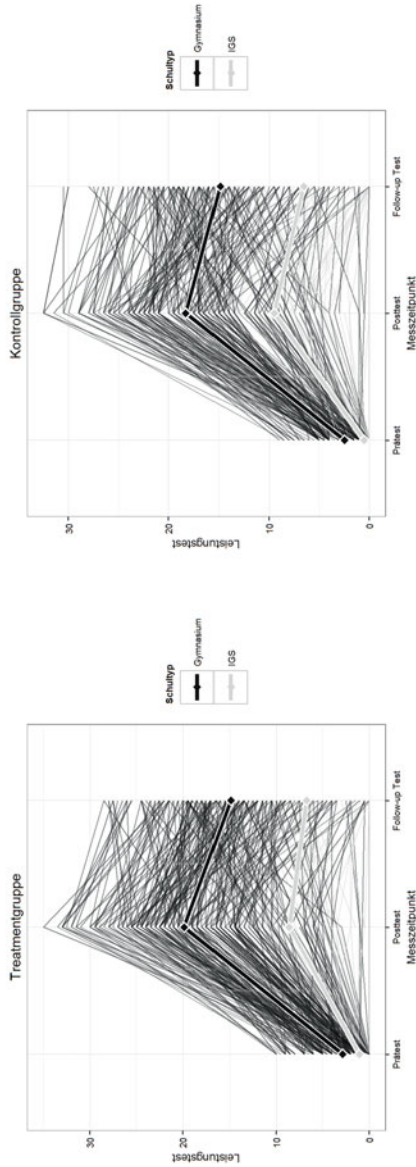 Treatmentgruppe
Leistungstest
30
20
10
0
Prätest
Posttest
Follow-up Test
Messzeitpunkt
Schultyp
Gymnasium
IGS
Kontrollgruppe
Leistungstest
30
20
10
0
Prätest
Posttest
Follow-up Test
Messzeitpunkt
Schultyp
Gymnasium
IGS